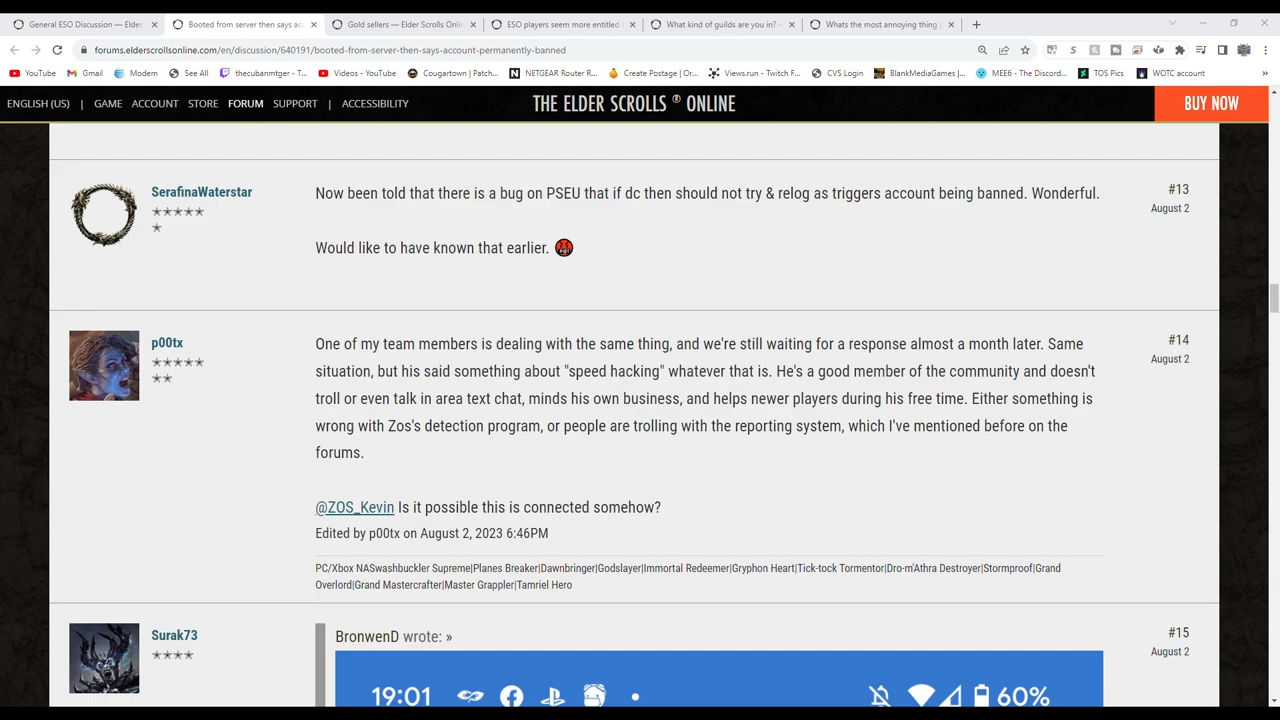 General ESO Discussion — Elder
Booted from server then says acc
Gold sellers — Elder Scrolls Onlin
ESO players seem more entitled
What kind of guilds are you in? -
Whats the most annoying thing
forums.elderscrollsonline.com/en/discussion/640191/booted-from-server-then-says-account-permanently-banned
YouTube
Gmail
Modem
See All
thecubanmtger - T...
Videos - YouTube
Cougartown | Patch...
NETGEAR Router R...
Create Postage | Or...
Views.run - Twitch F...
CVS Login
BlankMediaGames |...
MEE6 - The Discord...
TOS Pics
WOTC account
»
ENGLISH (US) | GAME ACCOUNT STORE FORUM SUPPORT | ACCESSIBILITY
THE ELDER SCROLLS ® ONLINE
BUY NOW
SerafinaWaterstar
Now been told that there is a bug on PSEU that if dc then should not try & relog as triggers account being banned. Wonderful.
#13
August 2
Would like to have known that earlier.
p00tx
One of my team members is dealing with the same thing, and we're still waiting for a response almost a month later. Same
situation, but his said something about "speed hacking" whatever that is. He's a good member of the community and doesn't
troll or even talk in area text chat, minds his own business, and helps newer players during his free time. Either something is
wrong with Zos's detection program, or people are trolling with the reporting system, which I've mentioned before on the
forums.
#14
August 2
@ZOS_Kevin Is it possible this is connected somehow?
Edited by p00tx on August 2, 2023 6:46PM
PC/Xbox NASwashbuckler Supreme|Planes Breaker|Dawnbringer|Godslayer|Immortal Redeemer|Gryphon Heart|Tick-tock Tormentor|Dro-m'Athra Destroyer|Stormproof|Grand
Overlord|Grand Mastercrafter|Master Grappler|Tamriel Hero
Surak73
BronwenD wrote: »
#15
August 2
19:01
60%